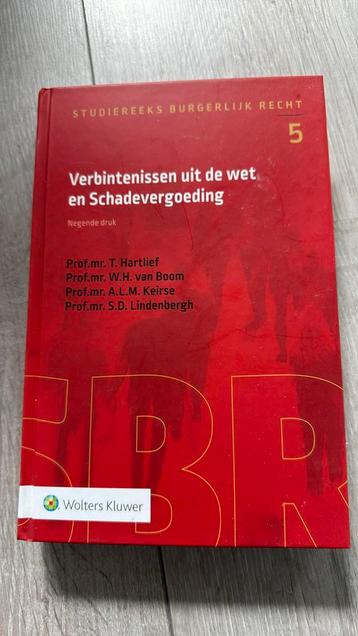 STUDIEREEKS BURGERLIJK RECHT
5
Verbintenissen uit de wet
en Schadevergoeding
Negende druk
Prof.mr. T. Hartlief
Prof.mr. W.H. van Boom
Prof.mr. A.L.M. Keirse
Prof.mr. S.D. Lindenbergh
SBR
Wolters Kluwer